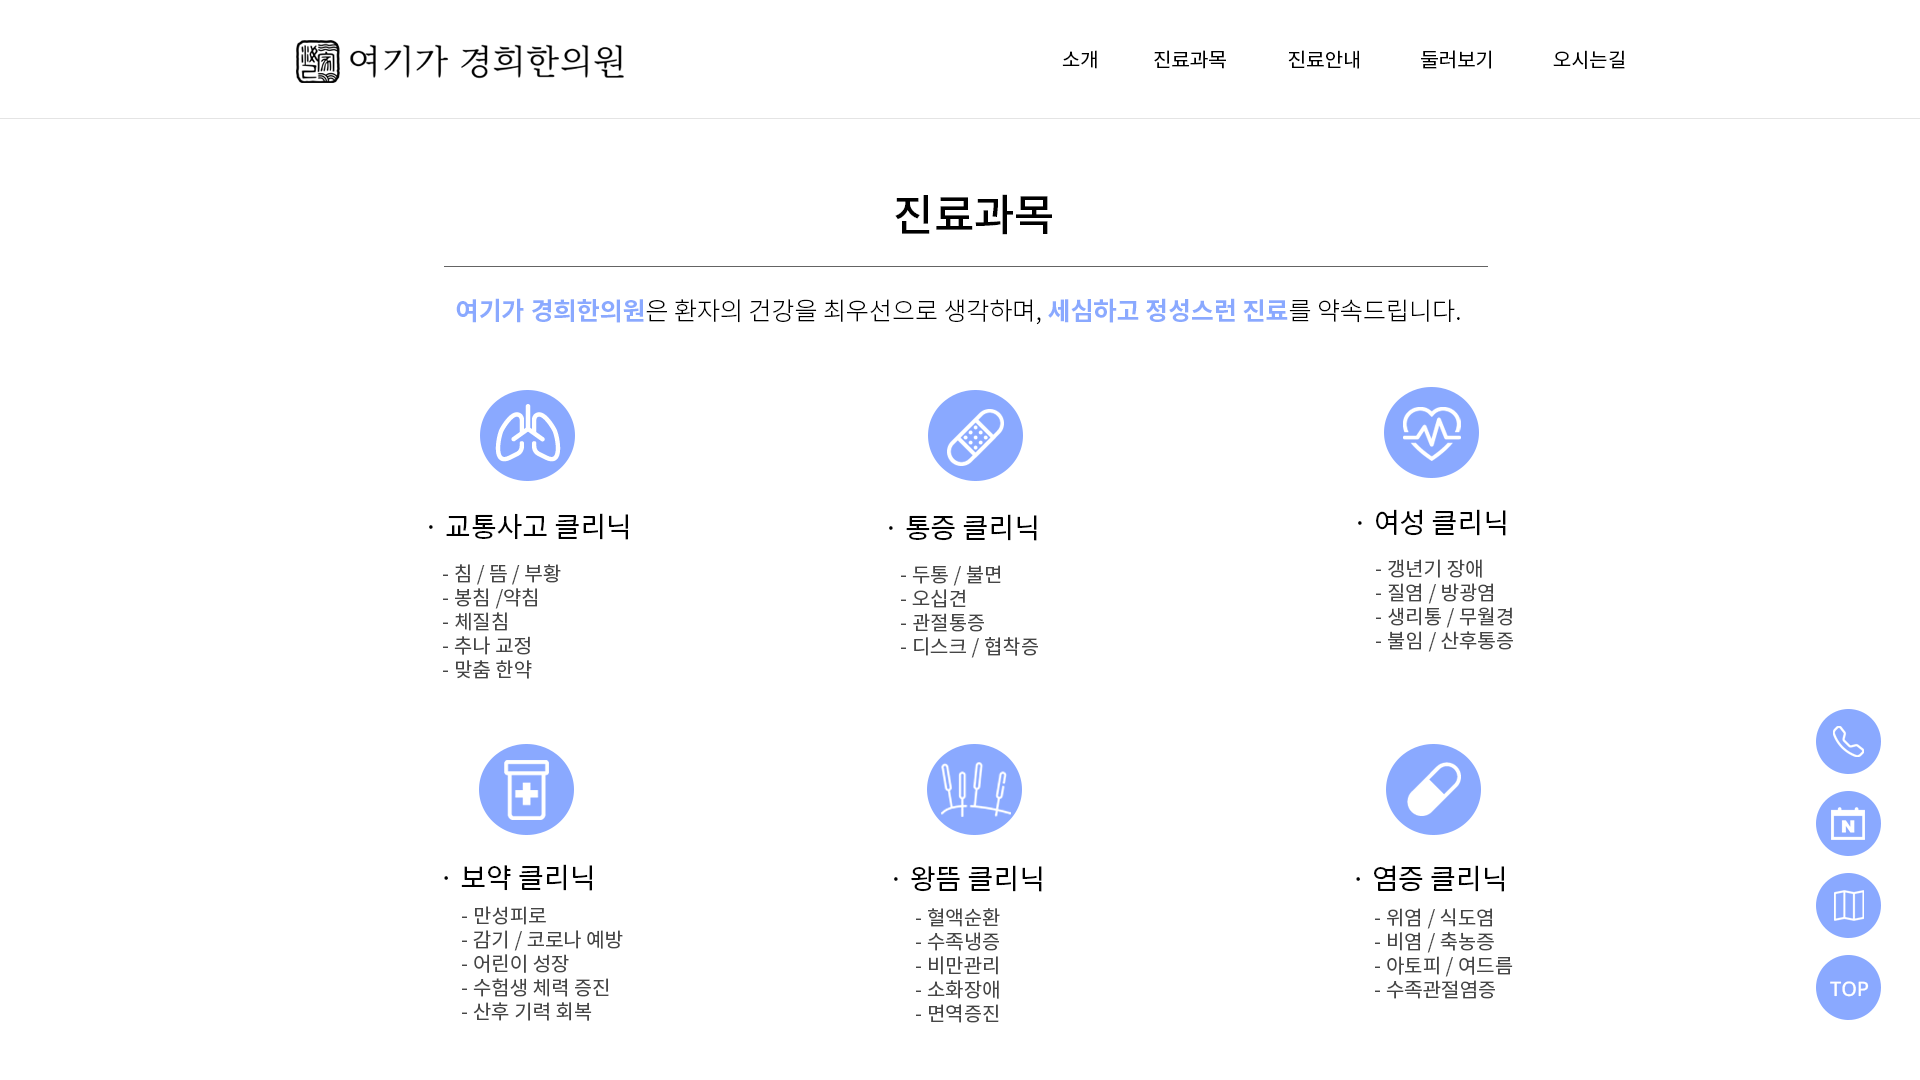 여기가 경희한의원
소개 진료과목 진료안내 둘러보기 오시는길
진료과목
여기가 경희한의원은 환자의 건강을 최우선으로 생각하며, 세심하고 정성스런 진료를 약속드립니다.
· 교통사고 클리닉
- 침 / 뜸 / 부황
- 봉침 /약침
- 체질침
- 추나 교정
- 맞춤 한약
· 통증 클리닉
- 두통 / 불면
- 오십견
- 관절통증
- 디스크 / 협착증
· 여성 클리닉
- 갱년기 장애
- 질염 / 방광염
- 생리통 / 무월경
- 불임 / 산후통증
· 보약 클리닉
- 만성피로
- 감기 / 코로나 예방
- 어린이 성장
- 수험생 체력 증진
- 산후 기력 회복
· 왕뜸 클리닉
- 혈액순환
- 수족냉증
- 비만관리
- 소화장애
- 면역증진
· 염증 클리닉
- 위염 / 식도염
- 비염 / 축농증
- 아토피 / 여드름
- 수족관절염증
N
TOP